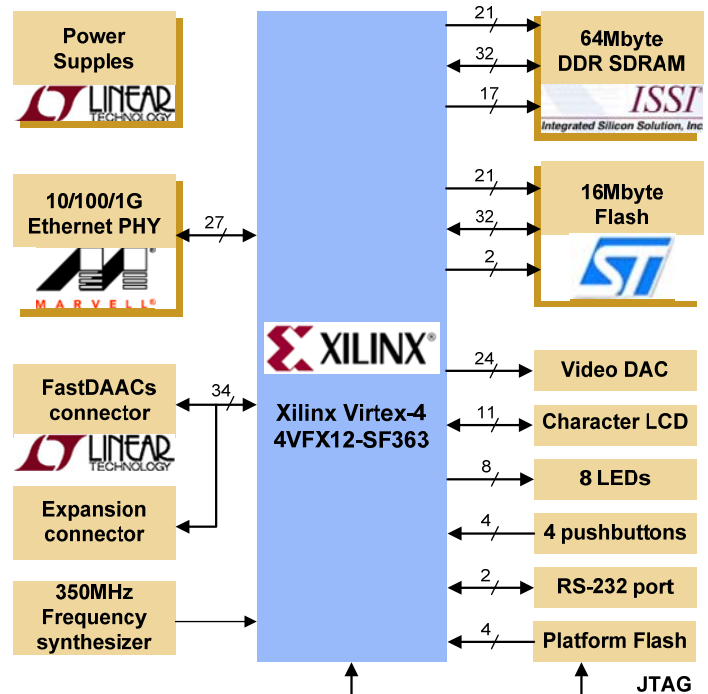 Power
Supples
LINEAR
TECHNOLOGY
10/100/1G
Ethernet PHY
MARVELL®
27
FastDAACs
connector
LINEAR
TECHNOLOGY
34
Expansion
connector
350MHz
Frequency
synthesizer
XILINX®
Xilinx Virtex-4
4VFX12-SF363
21
32
17
64Mbyte
DDR SDRAM
ISSI®
Integrated Silicon Solution, Inc
21
32
2
16Mbyte
Flash
ST
24
Video DAC
11
Character LCD
8
8 LEDs
4
4 pushbuttons
2
RS-232 port
4
Platform Flash
JTAG